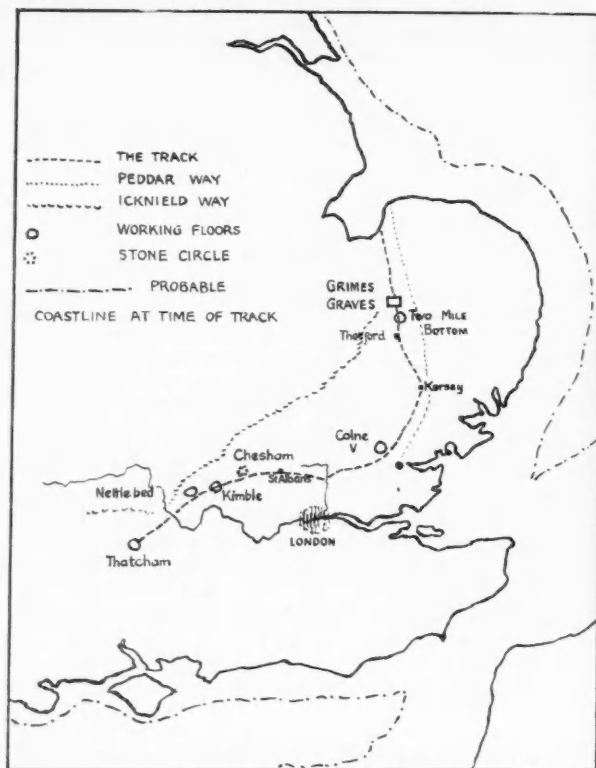 THE TRACK
PEDDAR WAY
ICKNIELD WAY
WORKING FLOORS
STONE CIRCLE
PROBABLE
COASTLINE AT TIME OF TRACK
GRIMES
GRAVES
TWO MILE
BOTTOM
Thetford
Kersey
Colne
V
Chesham
St Albans
Nettlebed
Kimble
LONDON
Thatcham